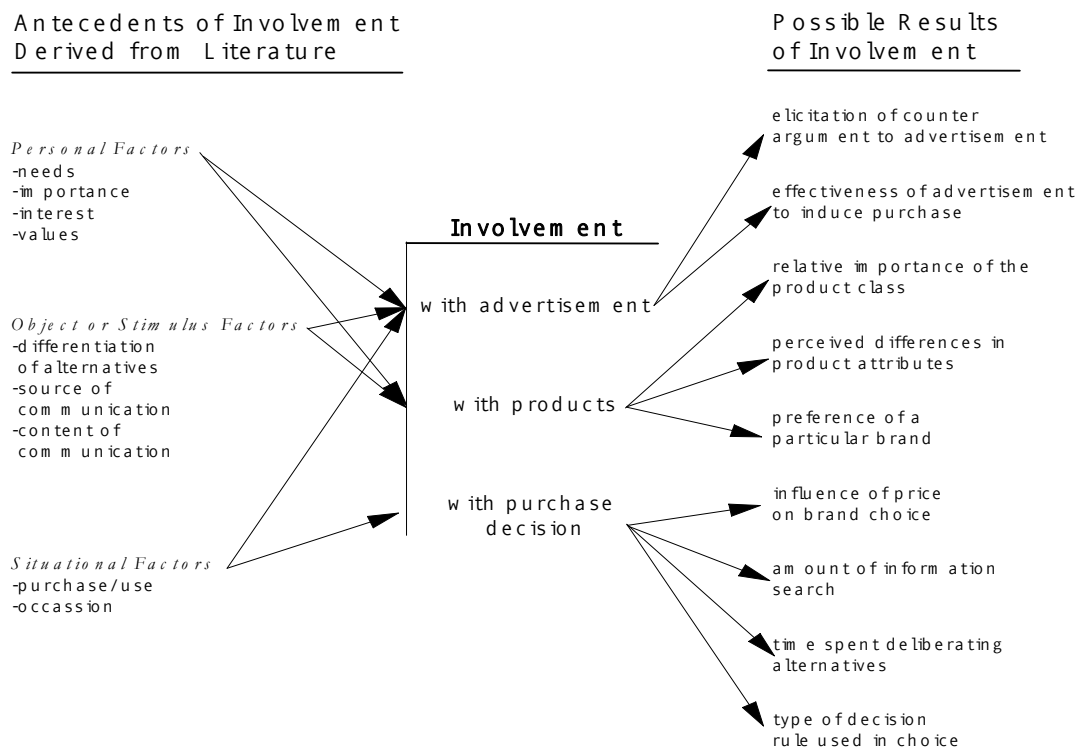 Antecedents of Involvement
Derived from Literature
Personal Factors
-needs
-importance
-interest
-values
Object or Stimulus Factors
-differentiation
of alternatives
-source of
communication
-content of
communication
Situational Factors
-purchase/use
-occassion
Involvement
with advertisement
with products
with purchase
decision
Possible Results
of Involvement
elicitation of counter
argument to advertisement
effectiveness of advertisement
to induce purchase
relative importance of the
product class
perceived differences in
product attributes
preference of a
particular brand
influence of price
on brand choice
amount of information
search
time spent deliberating
alternatives
type of decision
rule used in choice